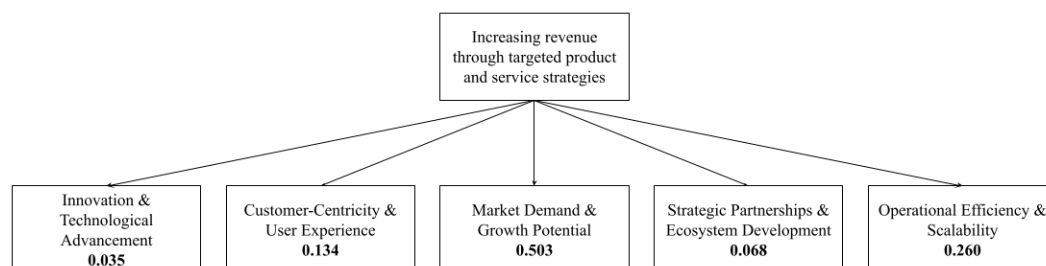 Increasing revenue
through targeted product
and service strategies
Innovation &
Technological
Advancement
0.035
Customer-Centricity &
User Experience
0.134
Market Demand &
Growth Potential
0.503
Strategic Partnerships &
Ecosystem Development
0.068
Operational Efficiency &
Scalability
0.260